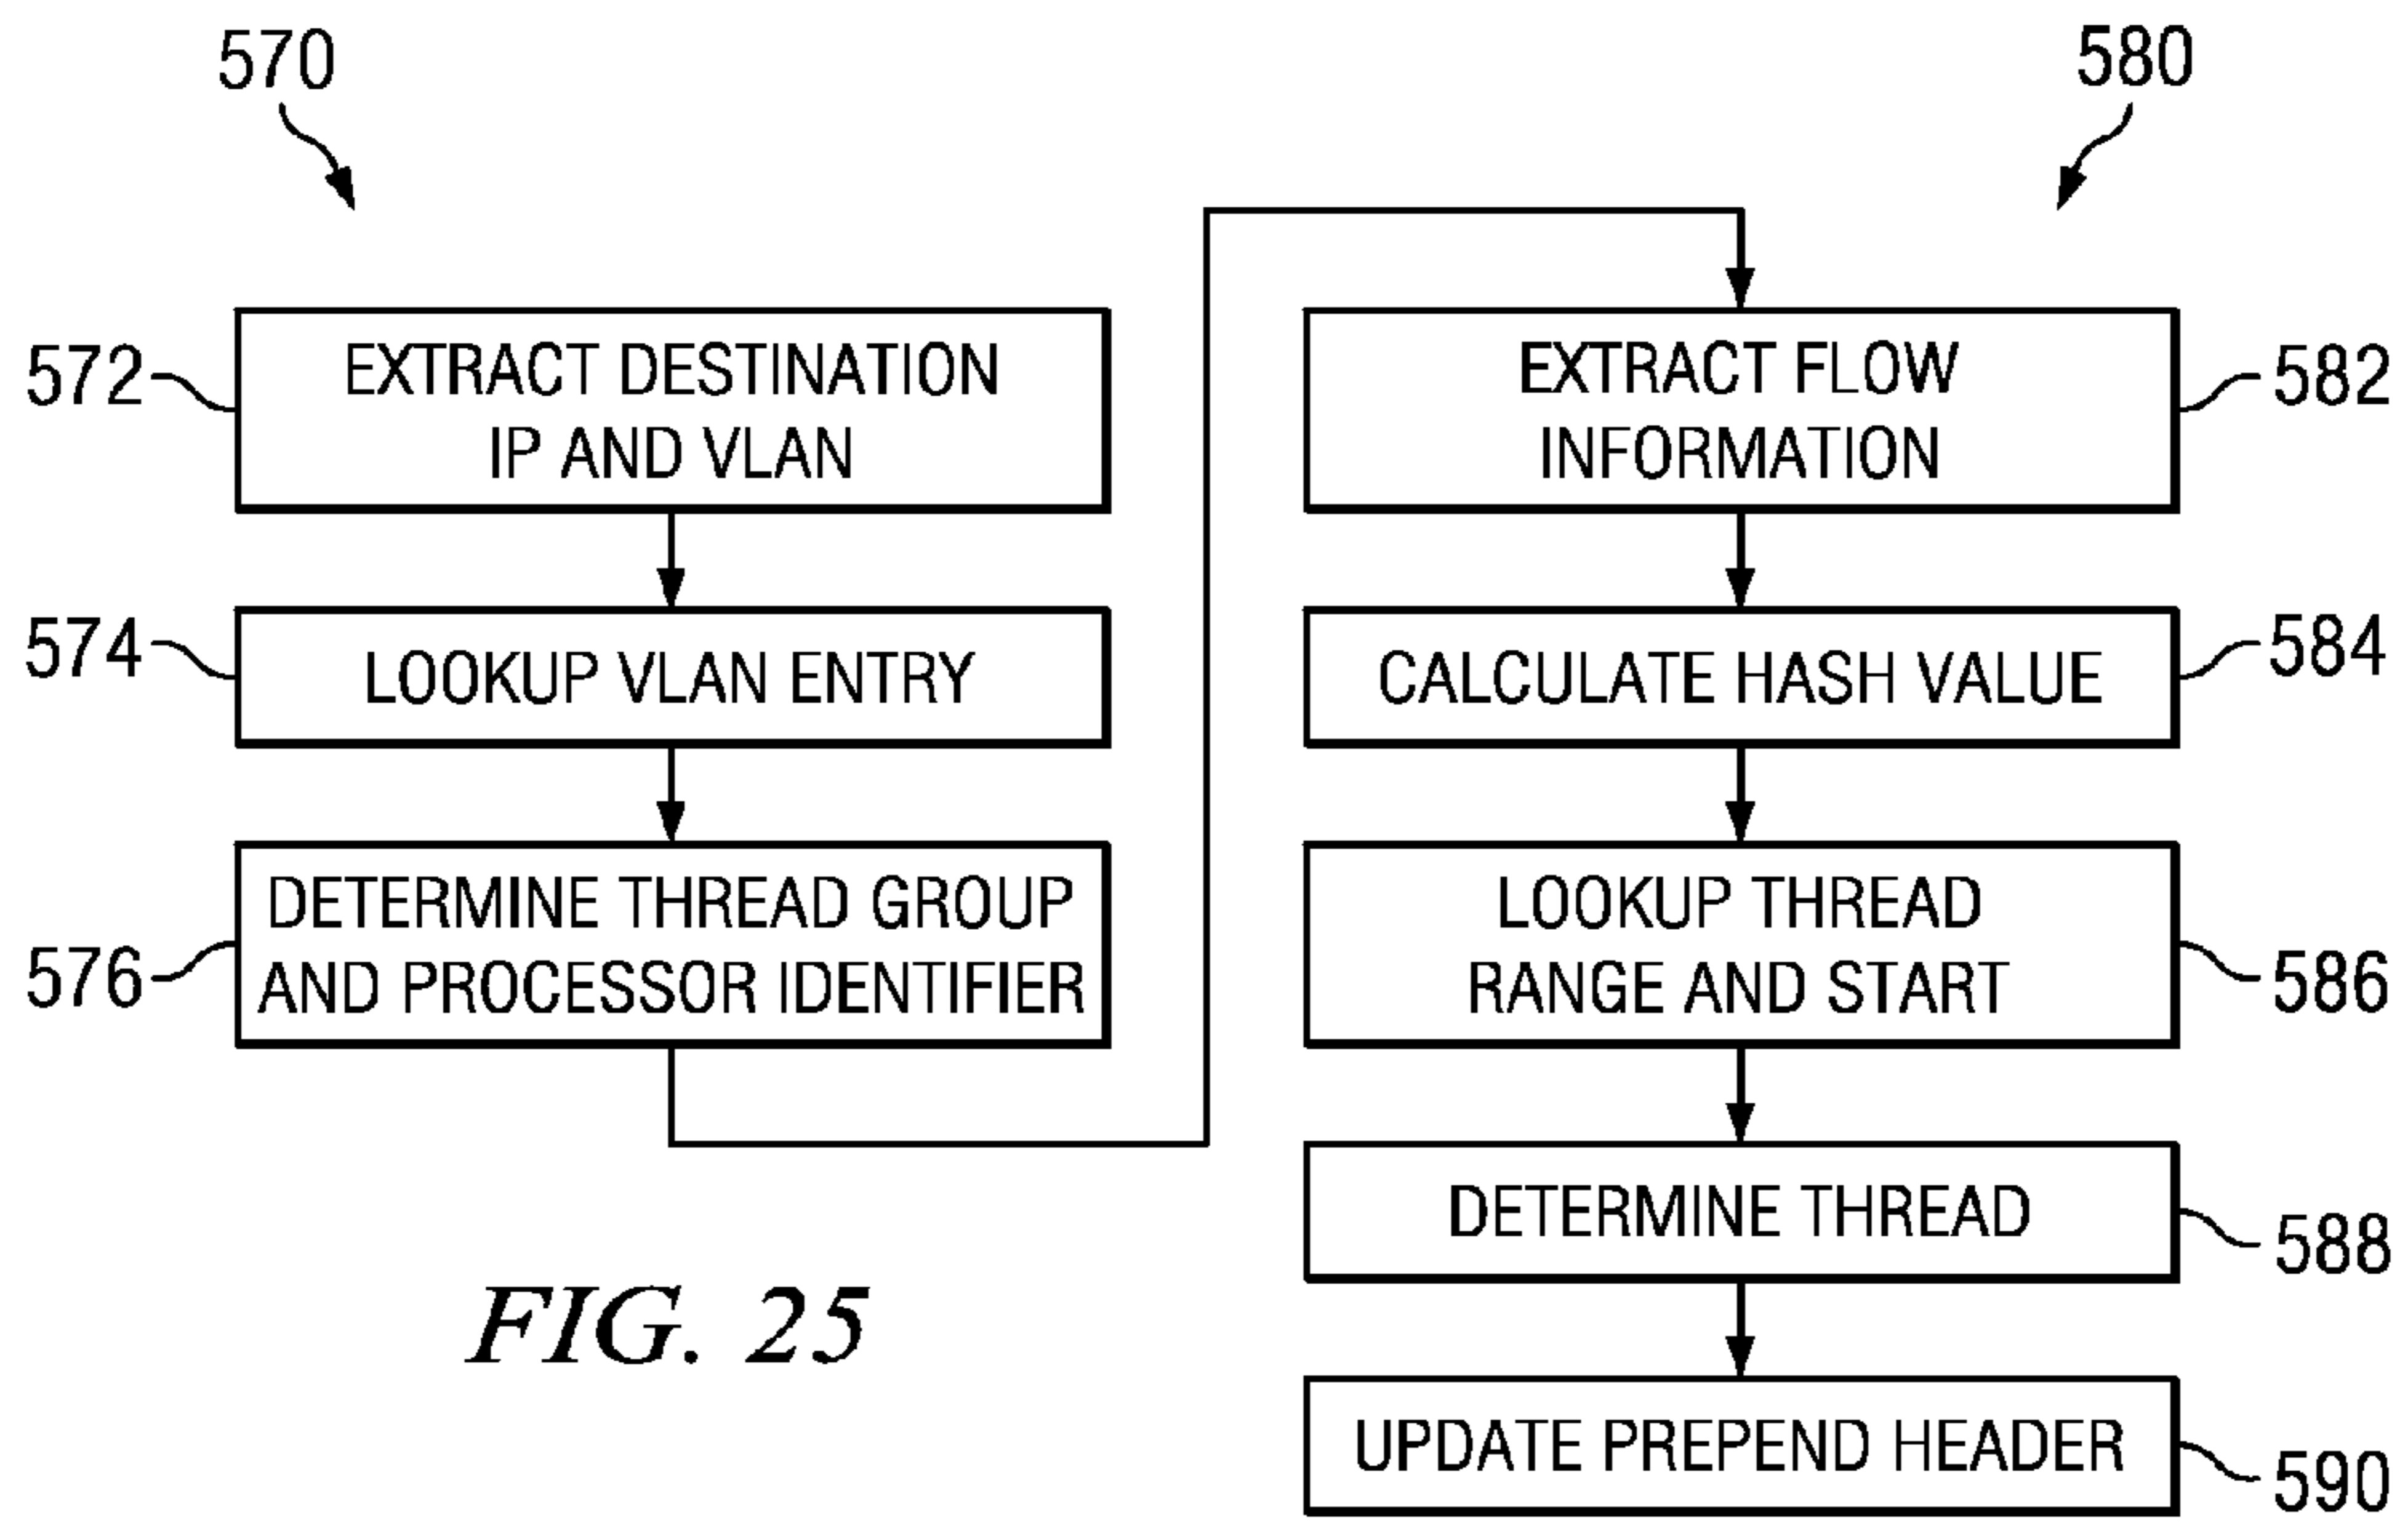 570
580
572
EXTRACT DESTINATION
IP AND VLAN
574
LOOKUP VLAN ENTRY
576
DETERMINE THREAD GROUP
AND PROCESSOR IDENTIFIER
EXTRACT FLOW
INFORMATION
582
CALCULATE HASH VALUE
584
LOOKUP THREAD
RANGE AND START
586
DETERMINE THREAD
588
UPDATE PREPEND HEADER
590
FIG. 25